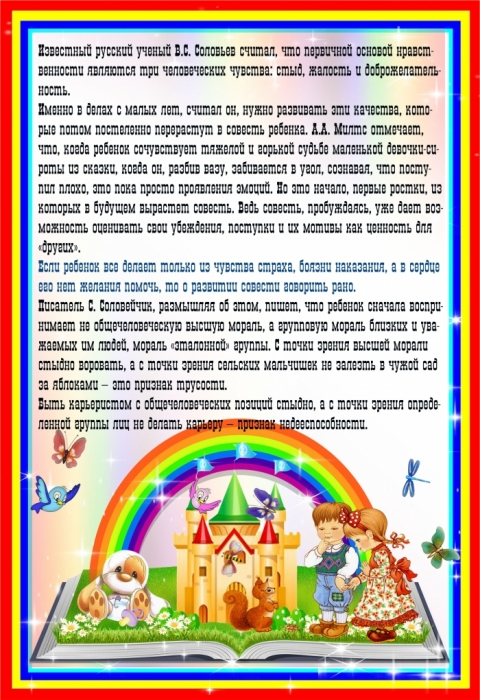 Известный русский ученый В.С. Соловьев считал, что первичной основой нравст-
венности являются три человеческих чувства: стыд, жалость и доброжелатель-
ность.
Именно в делах с малых лет, считал он, нужно развивать эти качества, кото-
рые потом постепенно перерастут в совесть ребенка. А.А. Милтс отмечает,
что, когда ребенок сочувствует тяжелой и горькой судьбе маленькой девочки-си-
роты из сказки, когда он, разбив вазу, забивается в угол, сознавая, что посту-
пил плохо, это пока просто проявления эмоций. Но это начало, первые ростки, из
которых в будущем вырастет совесть. Ведь совесть, пробуждаясь, уже дает воз-
можность оценивать свои убеждения, поступки и их мотивы как ценность для
«других».
Если ребенок все делает только из чувства страха, боязни наказания, а в сердце
его нет желания помочь, то о развитии совести говорить рано.
Писатель С. Соловейчик, размышляя об этом, пишет, что ребенок сначала воспри-
нимает не общечеловеческую высшую мораль, а групповую мораль близких и ува-
жаемых им людей, мораль «эталонной» группы. С точки зрения высшей морали
стыдно воровать, а с точки зрения сельских мальчишек не залезть в чужой сад
за яблоками – это признак трусости.
Быть карьеристом с общечеловеческих позиций стыдно, а с точки зрения опреде-
ленной группы лиц не делать карьеру – признак недееспособности.